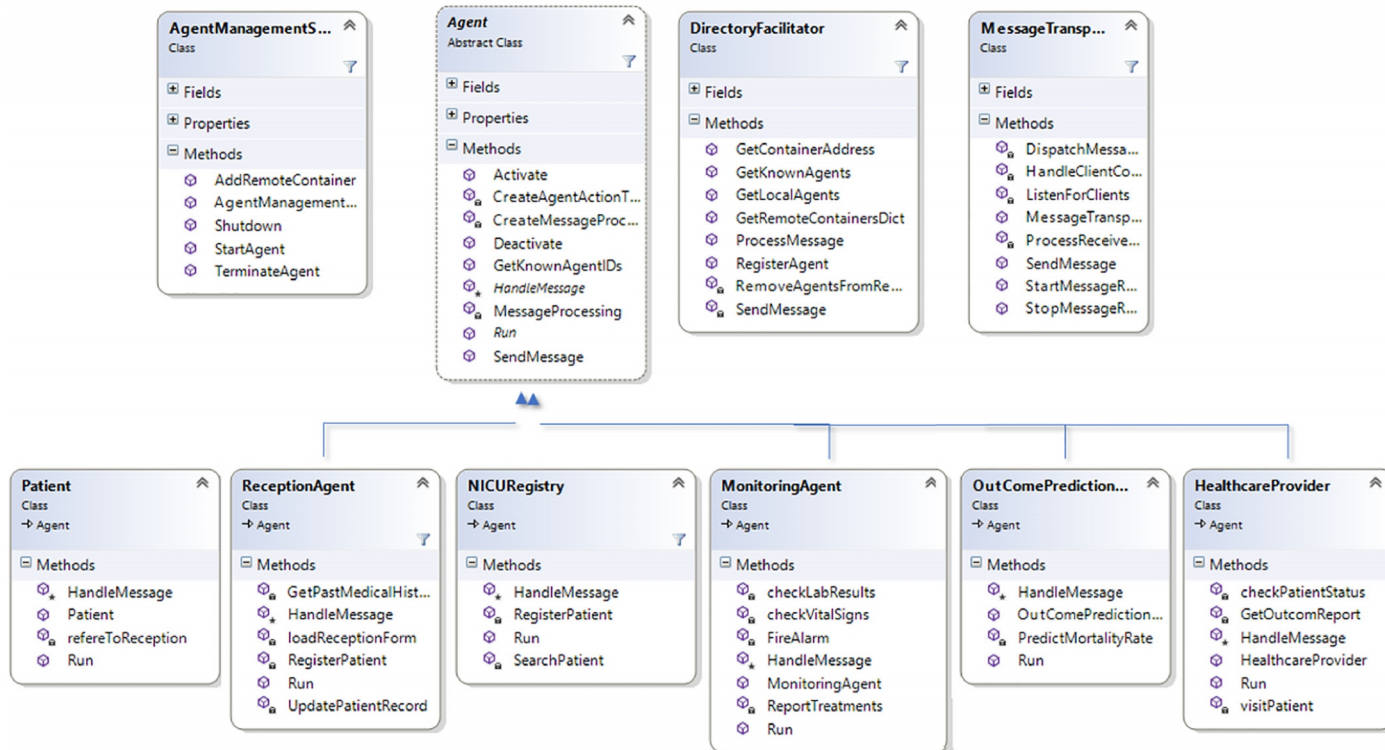 AgentManagementS...
Class
Fields
Properties
Methods
AddRemoteContainer
AgentManagement...
Shutdown
StartAgent
TerminateAgent
Agent
Abstract Class
Fields
Properties
Methods
Activate
CreateAgentActionT...
CreateMessageProc...
Deactivate
GetKnownAgentIDs
HandleMessage
MessageProcessing
Run
SendMessage
DirectoryFacilitator
Class
Fields
Methods
GetContainerAddress
GetKnownAgents
GetLocalAgents
GetRemoteContainersDict
ProcessMessage
RegisterAgent
RemoveAgentsFromRe...
SendMessage
MessageTransp...
Class
Fields
Methods
DispatchMessa...
HandleClientCo...
ListenForClients
MessageTransp...
ProcessReceive...
SendMessage
StartMessageR...
StopMessageR...
Patient
Class
Agent
Methods
HandleMessage
Patient
refereToReception
Run
ReceptionAgent
Class
Agent
Methods
GetPastMedicalHist...
HandleMessage
loadReceptionForm
RegisterPatient
Run
UpdatePatientRecord
NICURegistry
Class
Agent
Methods
HandleMessage
RegisterPatient
Run
SearchPatient
MonitoringAgent
Class
Agent
Methods
checkLabResults
checkVitalSigns
FireAlarm
HandleMessage
MonitoringAgent
ReportTreatments
Run
OutComePrediction...
Class
Agent
Methods
HandleMessage
OutComePrediction...
PredictMortalityRate
Run
HealthcareProvider
Class
Agent
Methods
checkPatientStatus
GetOutcomReport
HandleMessage
HealthcareProvider
Run
visitPatient